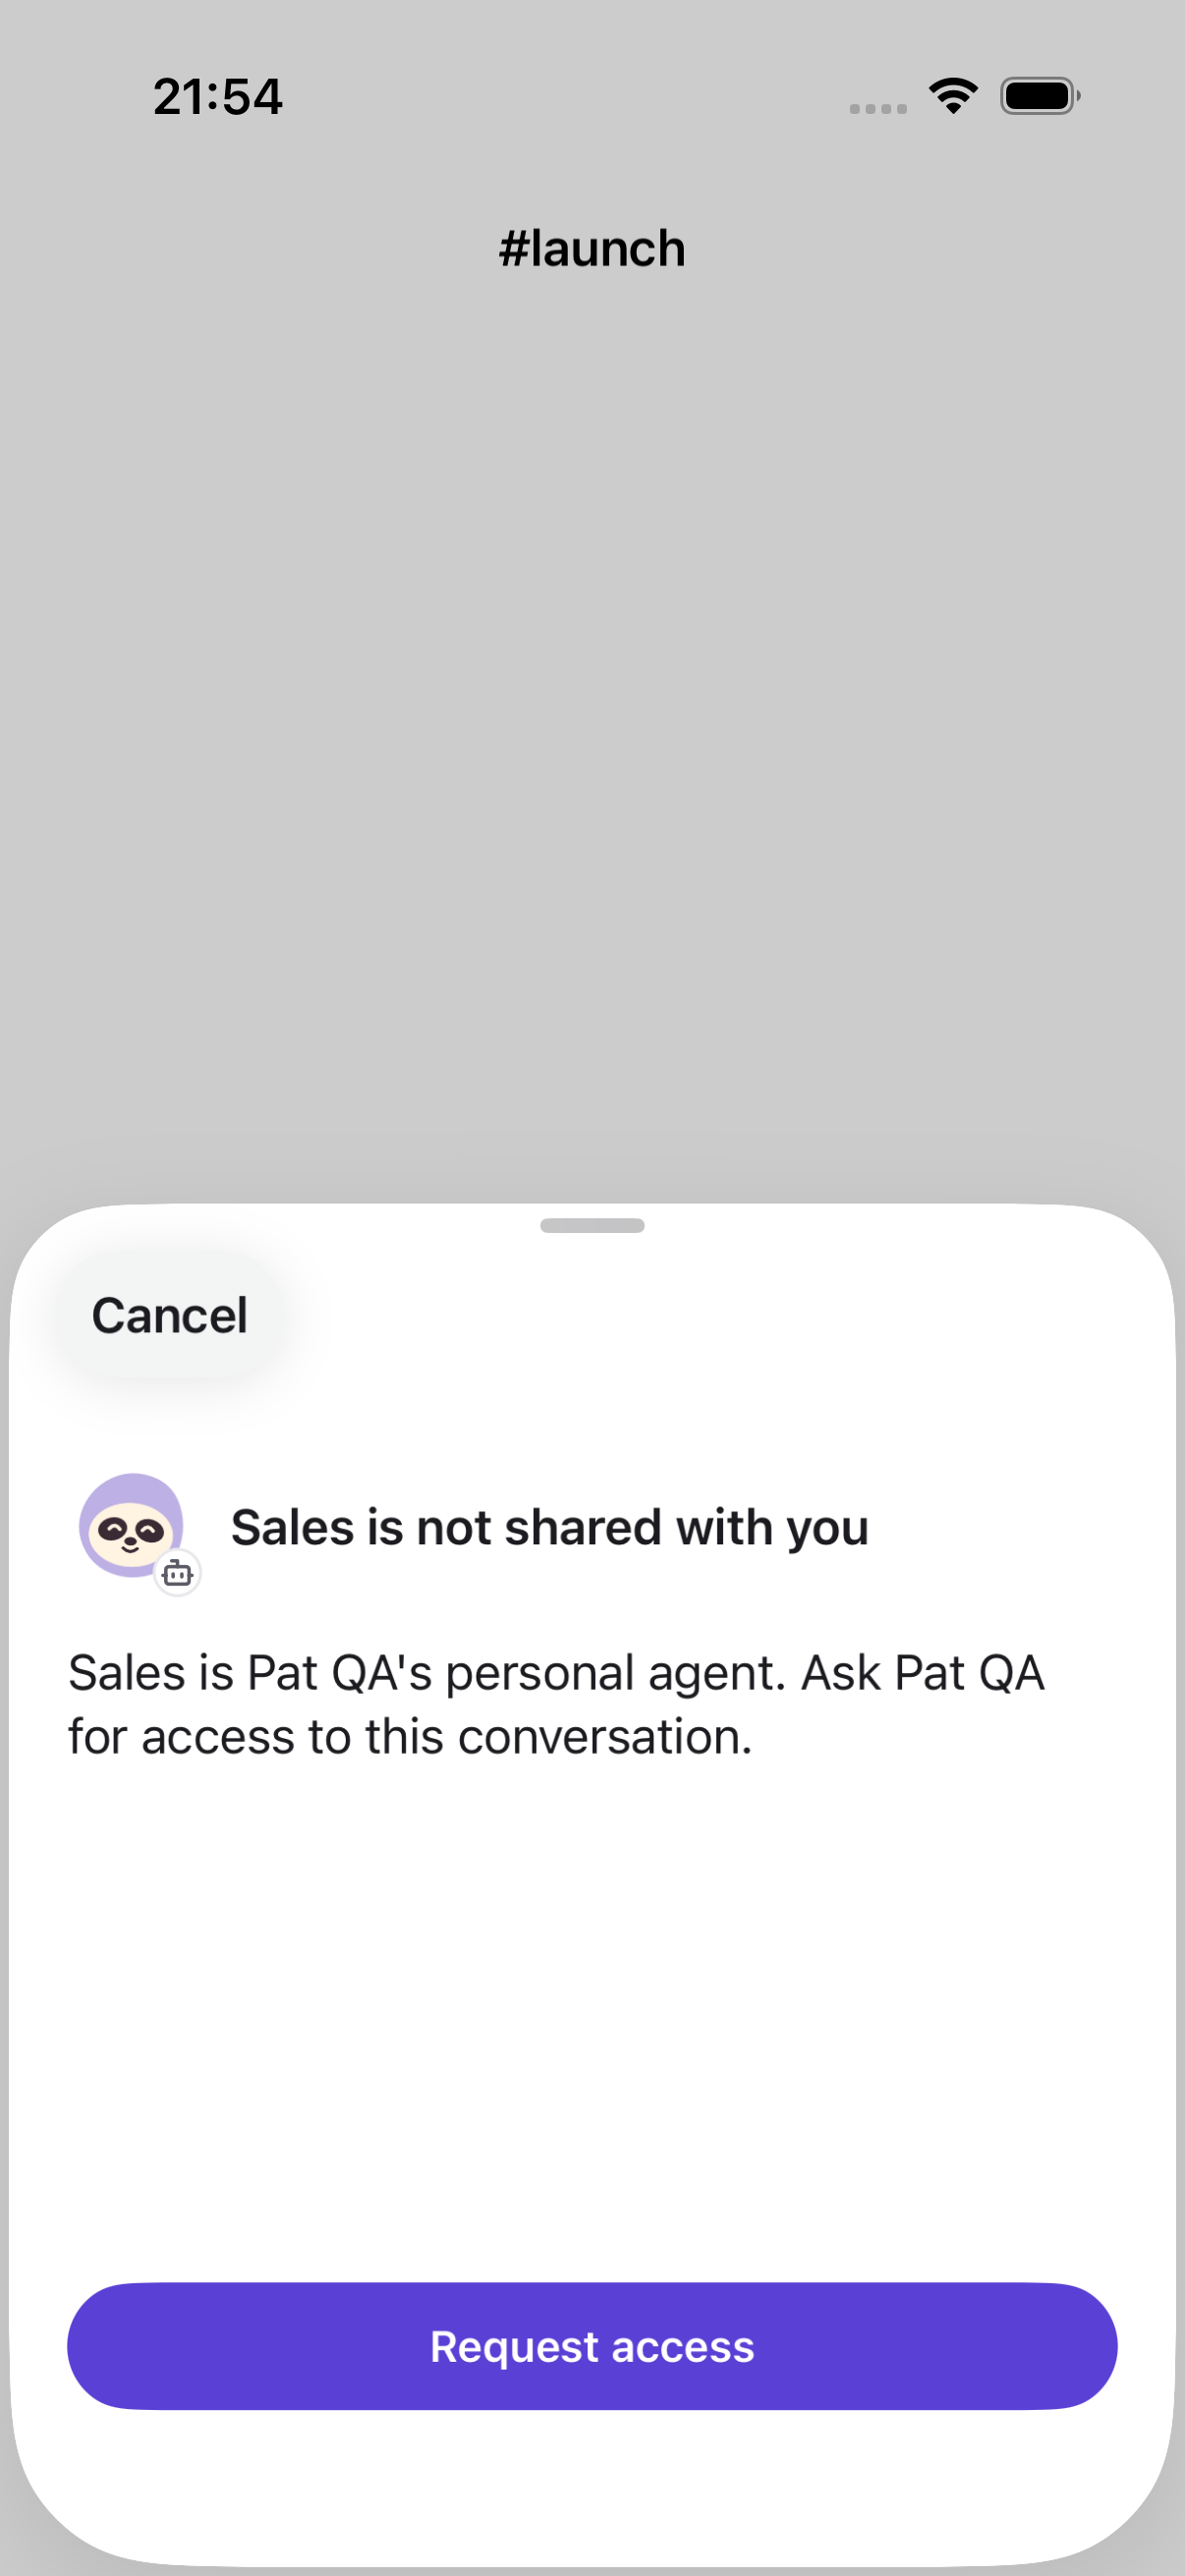 21:54
#launch
Cancel
Sales is not shared with you
Sales is Pat QA's personal agent. Ask Pat QA
for access to this conversation.
Request access